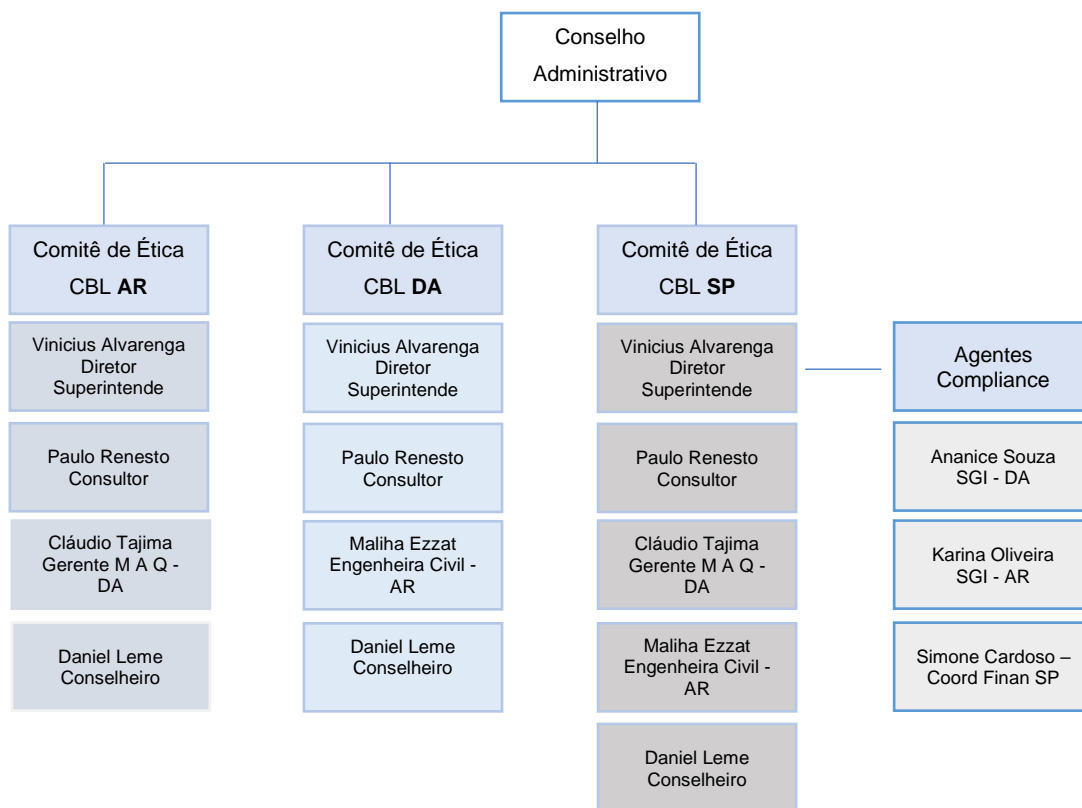 Conselho
Administrativo
Comitê de Ética
CBL AR
Vinicius Alvarenga
Diretor
Superintende
Paulo Renesto
Consultor
Cláudio Tajima
Gerente M A Q -
DA
Daniel Leme
Conselheiro
Comitê de Ética
CBL DA
Vinicius Alvarenga
Diretor
Superintende
Paulo Renesto
Consultor
Maliha Ezzat
Engenheira Civil -
AR
Daniel Leme
Conselheiro
Comitê de Ética
CBL SP
Vinicius Alvarenga
Diretor
Superintende
Paulo Renesto
Consultor
Cláudio Tajima
Gerente M A Q -
DA
Maliha Ezzat
Engenheira Civil -
AR
Daniel Leme
Conselheiro
Agentes
Compliance
Ananice Souza
SGI - DA
Karina Oliveira
SGI - AR
Simone Cardoso –
Coord Finan SP